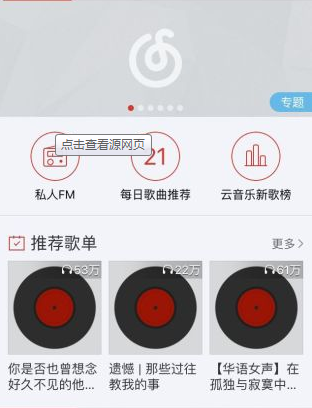 专题
点击查看源网页
21
私人FM
每日歌曲推荐
云音乐新歌榜
推荐歌单
更多
53万
22万
61万
你是否也曾想念
好久不见的他...
遗憾 | 那些过往
教我的事
【华语女声】在
孤独与寂寞中...